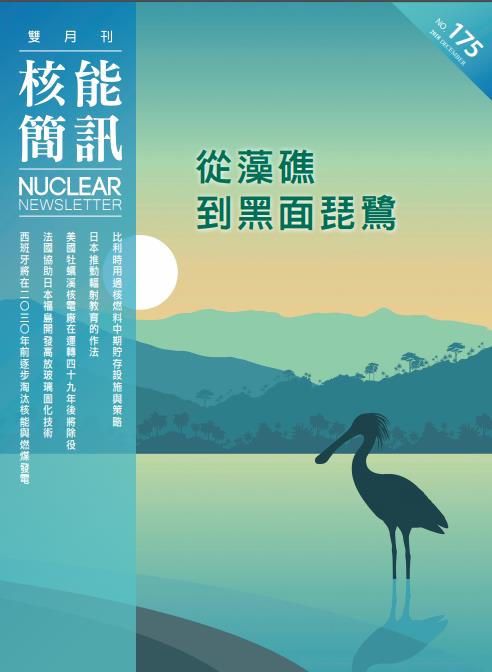 雙月刊
核能
簡訊
NUCLEAR
NEWSLETTER
NO. 175
2018 DECEMBER
從藻礁
到黑面琵鷺
比利時用過核燃料中期貯存設施與策略
日本推動輻射教育的作法
美國牡蠣溪核電廠在運轉四十九年後將除役
法國協助日本福島開發高放玻璃固化技術
西班牙將在二〇三〇年前逐步淘汰核能與燃煤發電